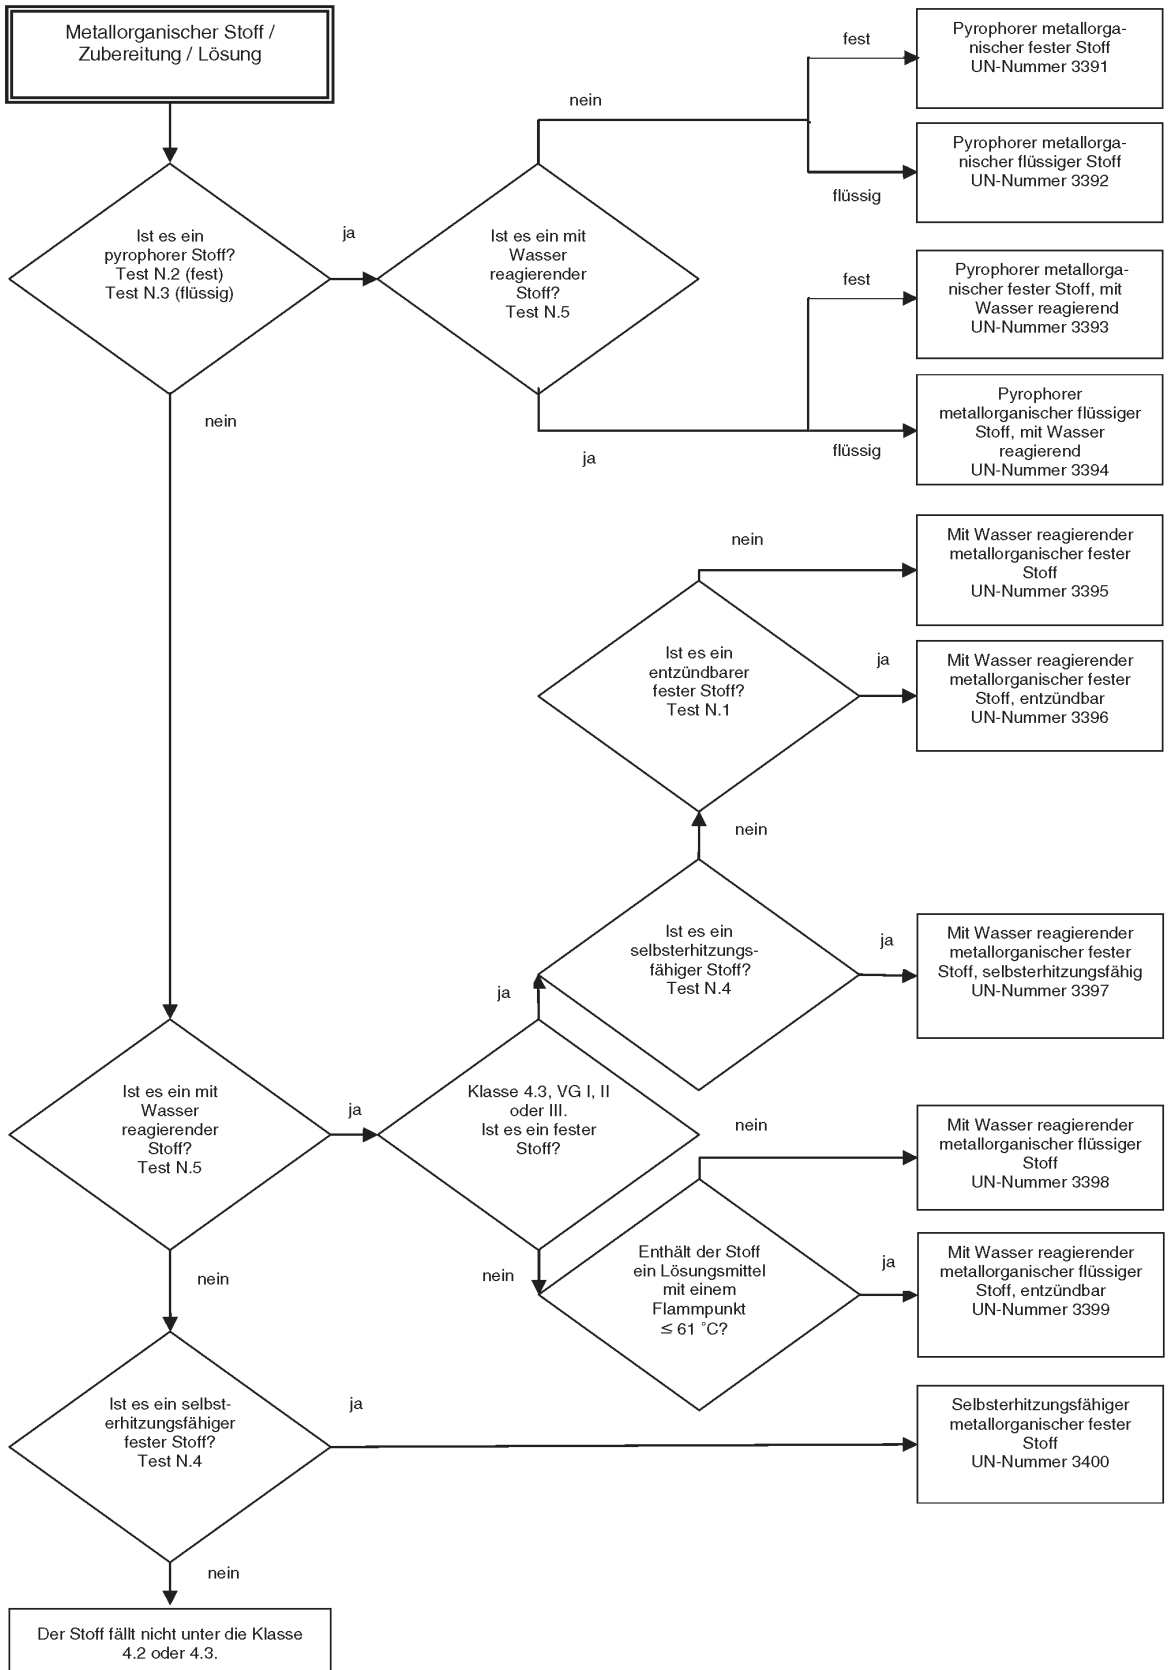 Metallorganischer Stoff /
Zubereitung / Lösung
fest
Pyrophorer metallorga-
nischer fester Stoff
UN-Nummer 3391
nein
Pyrophorer metallorga-
nischer flüssiger Stoff
UN-Nummer 3392
flüssig
Ist es ein
pyrophorer Stoff?
Test N.2 (fest)
Test N.3 (flüssig)
ja
Ist es ein mit
Wasser
reagierender
Stoff?
Test N.5
fest
Pyrophorer metallorga-
nischer fester Stoff, mit
Wasser reagierend
UN-Nummer 3393
nein
ja
flüssig
Pyrophorer
metallorganischer flüssiger
Stoff, mit Wasser
reagierend
UN-Nummer 3394
nein
Mit Wasser reagierender
metallorganischer fester
Stoff
UN-Nummer 3395
Ist es ein
entzündbarer
fester Stoff?
Test N.1
ja
Mit Wasser reagierender
metallorganischer fester
Stoff, entzündbar
UN-Nummer 3396
nein
Ist es ein
selbsterhitzungs-
fähiger Stoff?
Test N.4
ja
Mit Wasser reagierender
metallorganischer fester
Stoff, selbsterhitzungsfähig
UN-Nummer 3397
ja
Ist es ein mit
Wasser
reagierender
Stoff?
Test N.5
ja
Klasse 4.3, VG I, II
oder III.
Ist es ein fester
Stoff?
nein
Mit Wasser reagierender
metallorganischer flüssiger
Stoff
UN-Nummer 3398
nein
nein
Enthält der Stoff
ein Lösungsmittel
mit einem
Flammpunkt
≤ 61 °C?
ja
Mit Wasser reagierender
metallorganischer flüssiger
Stoff, entzündbar
UN-Nummer 3399
Ist es ein selbst-
erhitzungsfähiger
fester Stoff?
Test N.4
ja
Selbsterhitzungsfähiger
metallorganischer fester
Stoff
UN-Nummer 3400
nein
Der Stoff fällt nicht unter die Klasse
4.2 oder 4.3.